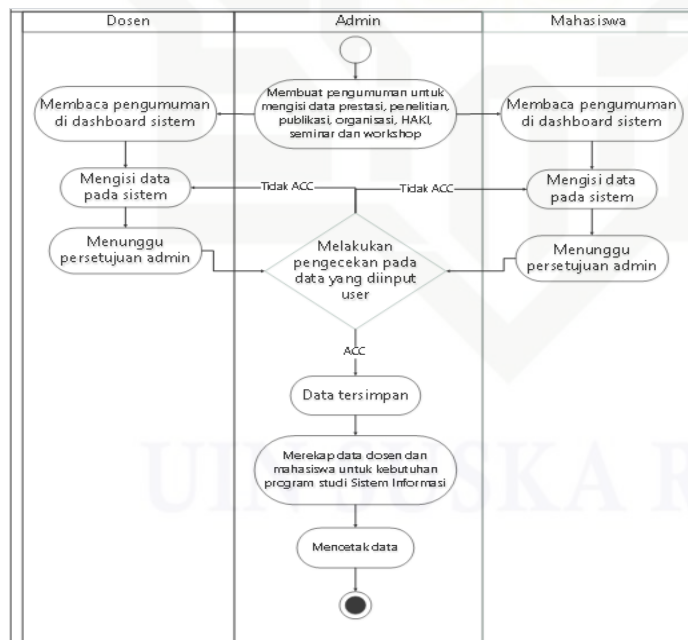 Dosen
Admin
Mahasiswa
Membuat pengumuman untuk
mengisi data prestasi, penelitian,
publikasi, organisasi, HAKI,
seminar dan workshop
Membaca pengumuman
di dashboard sistem
Membaca pengumuman
di dashboard sistem
Mengisi data
pada sistem
Tidak ACC
Tidak ACC
Mengisi data
pada sistem
Menunggu
persetujuan admin
Melakukan
pengecekan pada
data yang diinput
user
Menunggu
persetujuan admin
ACC
Data tersimpan
Merekap data dosen dan
mahasiswa untuk kebutuhan
program studi Sistem Informasi
Mencetak data
UIN SUSKA R